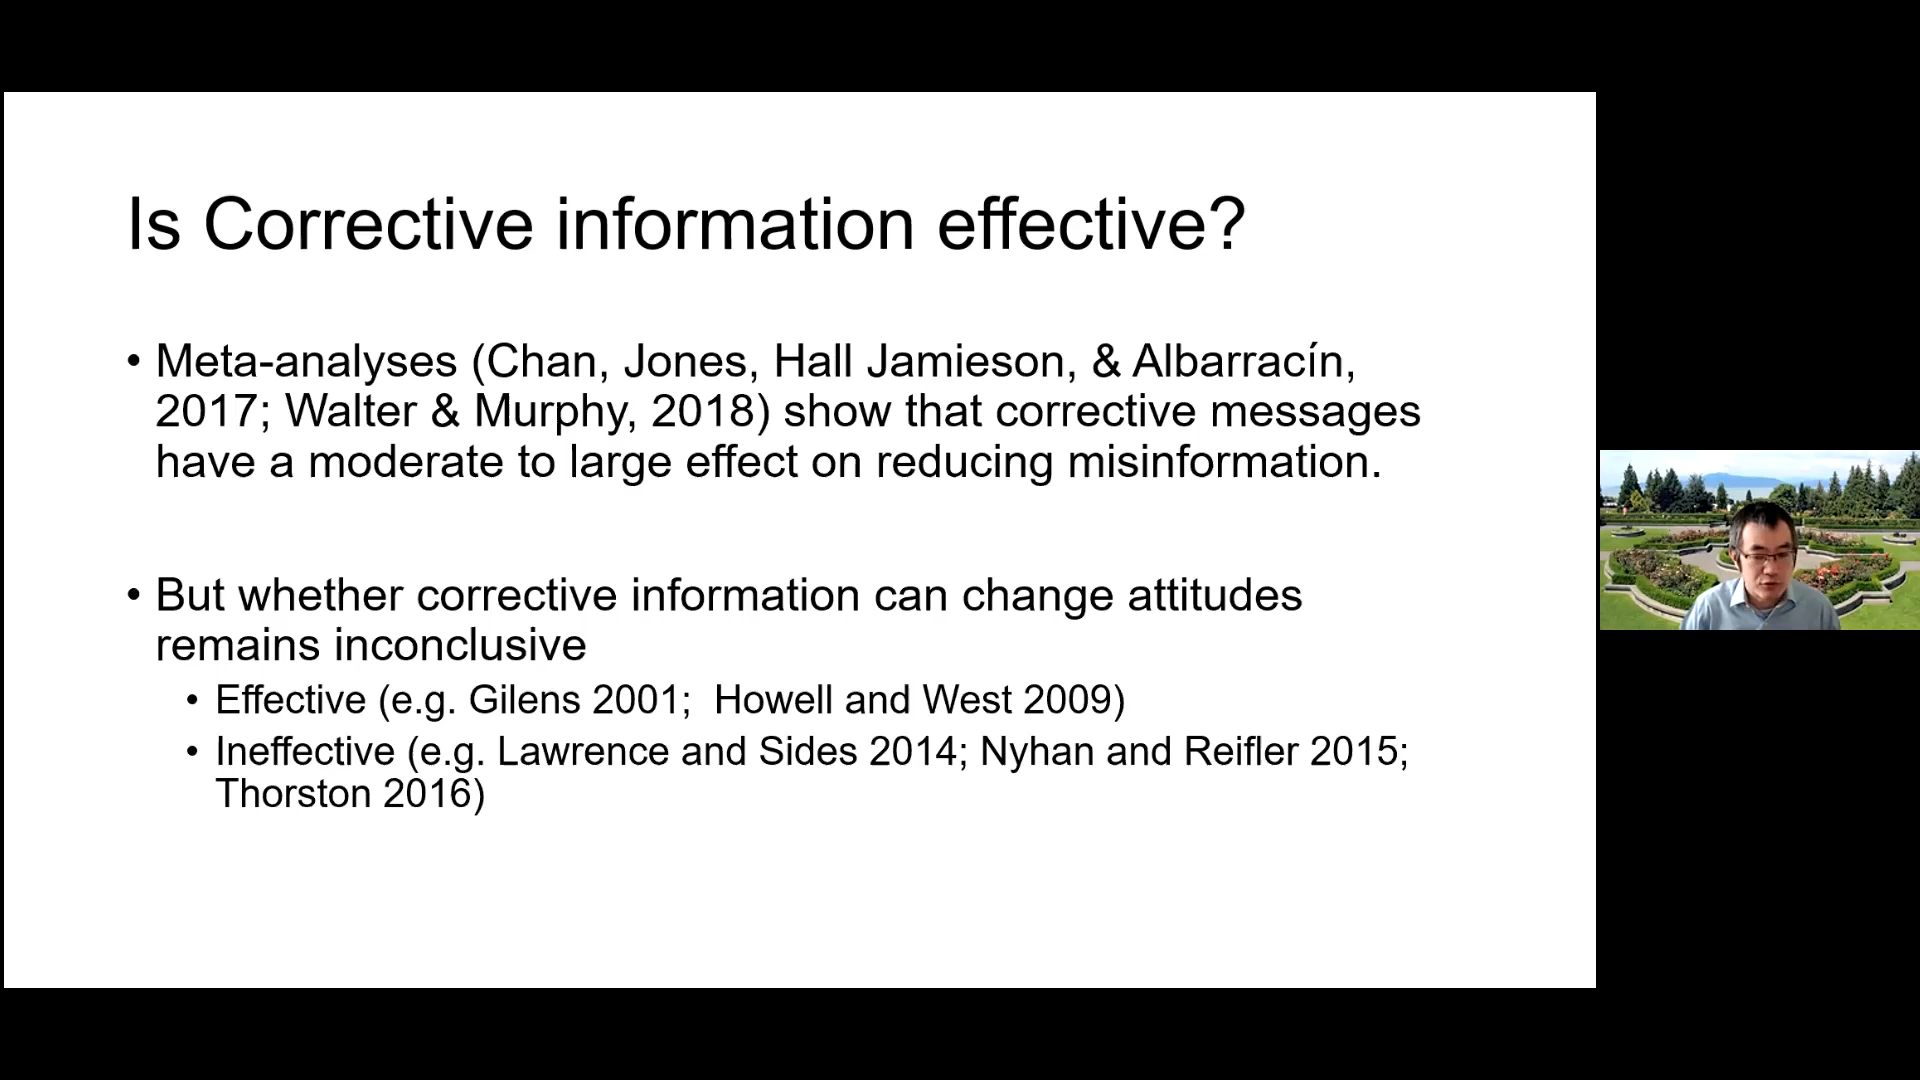 Is Corrective information effective?
• Meta-analyses (Chan, Jones, Hall Jamieson, & Albarracín,
2017; Walter & Murphy, 2018) show that corrective messages
have a moderate to large effect on reducing misinformation.
• But whether corrective information can change attitudes
remains inconclusive
• Effective (e.g. Gilens 2001;  Howell and West 2009)
• Ineffective (e.g. Lawrence and Sides 2014; Nyhan and Reifler 2015;
Thorston 2016)